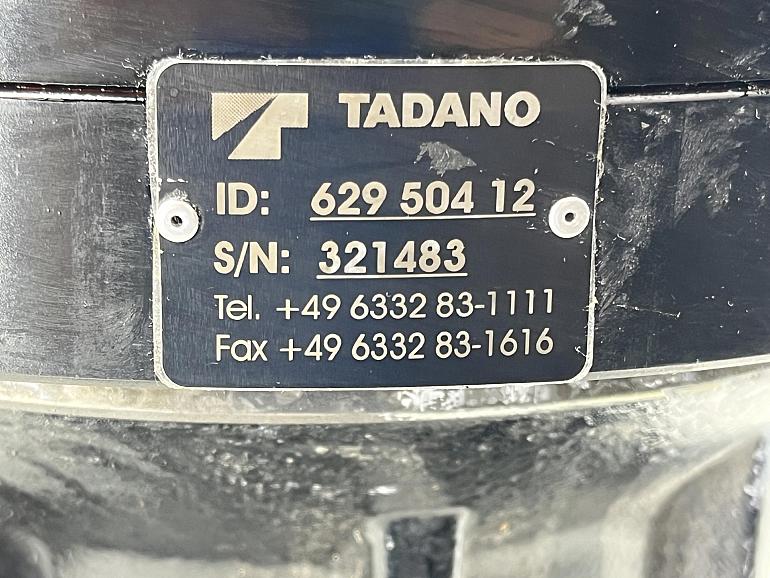 TADANO
ID: 629 504 12
S/N: 321483
Tel. +49 6332 83-1111
Fax +49 6332 83-1616